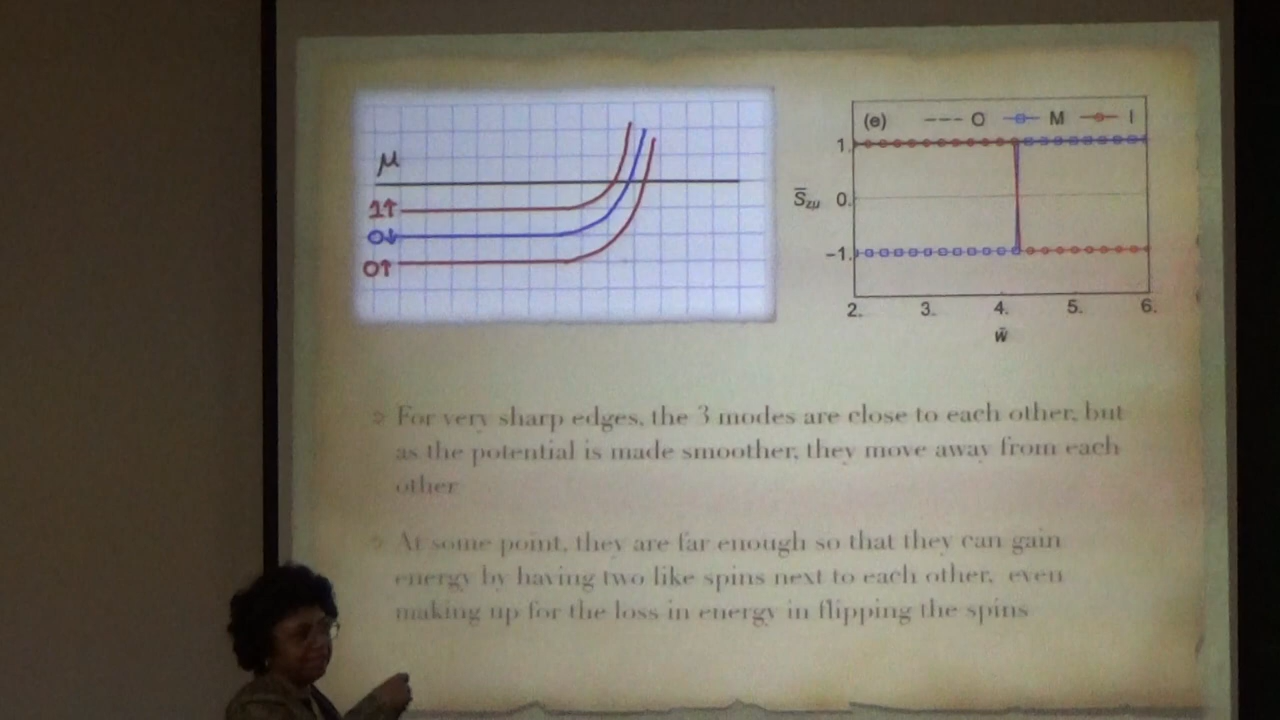 μ
1↑
0↓
0↑
(e) O M I
1.
S̄zμ 0.
−1.
2. 3. 4. 5. 6.
w̄
For very sharp edges, the 3 modes are close to each other, but
as the potential is made smoother, they move away from each
other
At some point, they are far enough so that they can gain
energy by having two like spins next to each other, even
making up for the loss in energy in flipping the spins